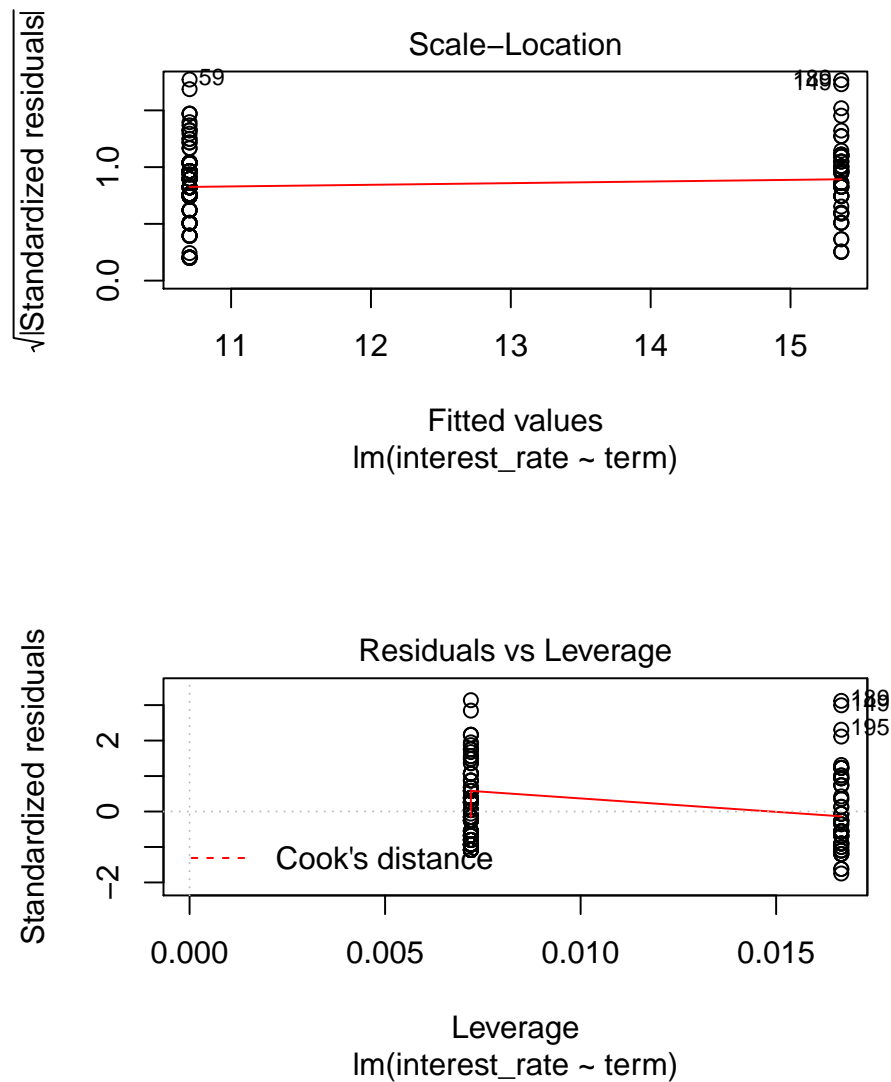 Scale−Location
√|Standardized residuals|
0.0 1.0
59
149
11 12 13 14 15
Fitted values
lm(interest_rate ~ term)
Residuals vs Leverage
Standardized residuals
−2 0 2
149
195
Cook's distance
0.000 0.005 0.010 0.015
Leverage
lm(interest_rate ~ term)